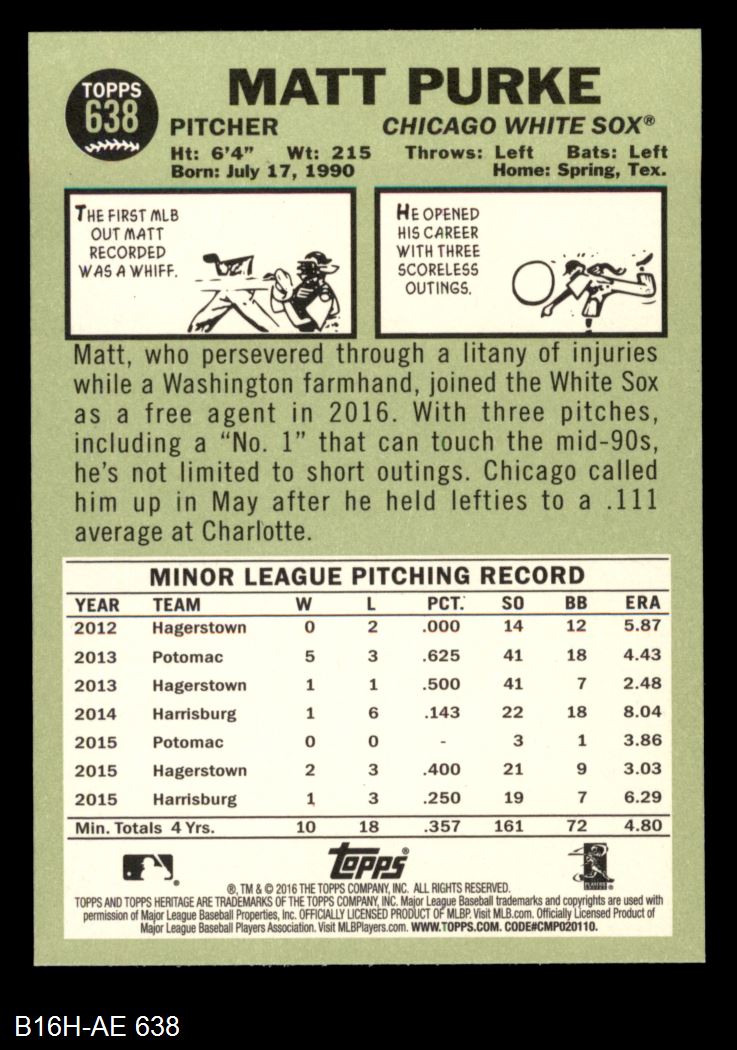 TOPPS
638
MATT PURKE
PITCHER
CHICAGO WHITE SOX®
Ht: 6'4" Wt: 215 Throws: Left Bats: Left
Born: July 17, 1990 Home: Spring, Tex.
THE FIRST MLB
OUT MATT
RECORDED
WAS A WHIFF.
HE OPENED
HIS CAREER
WITH THREE
SCORELESS
OUTINGS.
Matt, who persevered through a litany of injuries
while a Washington farmhand, joined the White Sox
as a free agent in 2016. With three pitches,
including a “No. 1” that can touch the mid-90s,
he's not limited to short outings. Chicago called
him up in May after he held lefties to a .111
average at Charlotte.
MINOR LEAGUE PITCHING RECORD
YEAR TEAM W L PCT. SO BB ERA
2012 Hagerstown 0 2 .000 14 12 5.87
2013 Potomac 5 3 .625 41 18 4.43
2013 Hagerstown 1 1 .500 41 7 2.48
2014 Harrisburg 1 6 .143 22 18 8.04
2015 Potomac 0 0 - 3 1 3.86
2015 Hagerstown 2 3 .400 21 9 3.03
2015 Harrisburg 1 3 .250 19 7 6.29
Min. Totals 4 Yrs. 10 18 .357 161 72 4.80
Topps®
®, TM & © 2016 THE TOPPS COMPANY, INC. ALL RIGHTS RESERVED.
TOPPS AND TOPPS HERITAGE ARE TRADEMARKS OF THE TOPPS COMPANY, INC. Major League Baseball trademarks and copyrights are used with
permission of Major League Baseball Properties, Inc. OFFICIALLY LICENSED PRODUCT OF MLBP. Visit MLB.com. Officially Licensed Product of
Major League Baseball Players Association. Visit MLBPlayers.com. WWW.TOPPS.COM. CODE#CMP020110.
B16H-AE 638